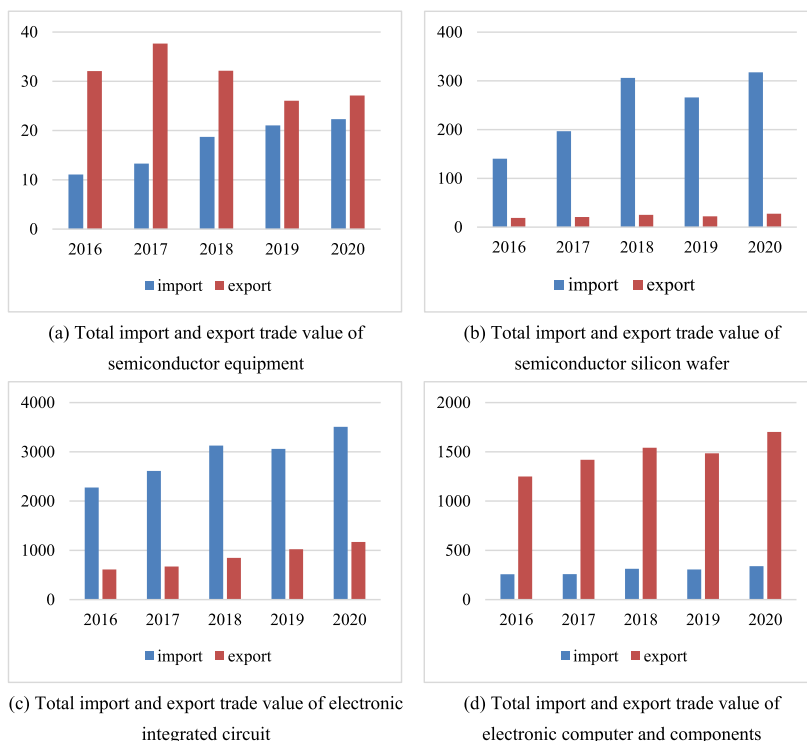 40
30
20
10
0
2016 2017 2018 2019 2020
import export
(a) Total import and export trade value of
semiconductor equipment
400
300
200
100
0
2016 2017 2018 2019 2020
import export
(b) Total import and export trade value of
semiconductor silicon wafer
4000
3000
2000
1000
0
2016 2017 2018 2019 2020
import export
(c) Total import and export trade value of electronic
integrated circuit
2000
1500
1000
500
0
2016 2017 2018 2019 2020
import export
(d) Total import and export trade value of
electronic computer and components